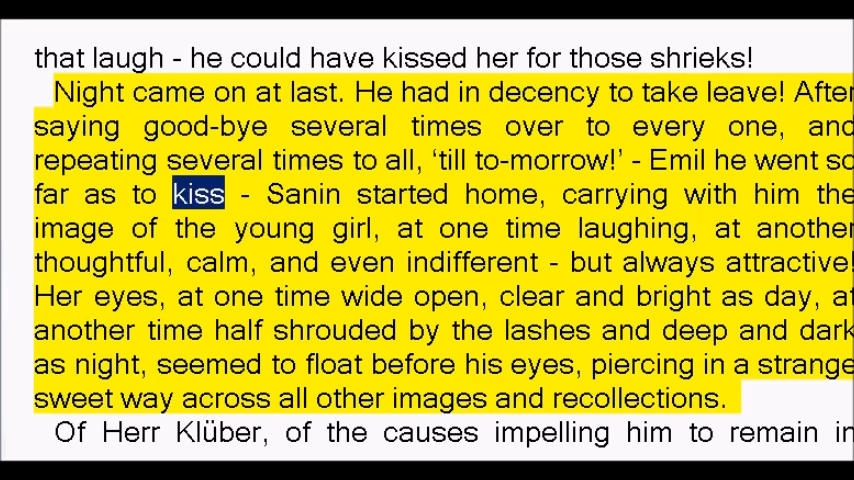 that laugh - he could have kissed her for those shrieks!
Night came on at last. He had in decency to take leave! After
saying good-bye several times over to every one, and
repeating several times to all, ‘till to-morrow!’ - Emil he went so
far as to kiss - Sanin started home, carrying with him the
image of the young girl, at one time laughing, at another
thoughtful, calm, and even indifferent - but always attractive!
Her eyes, at one time wide open, clear and bright as day, at
another time half shrouded by the lashes and deep and dark
as night, seemed to float before his eyes, piercing in a strange
sweet way across all other images and recollections.
Of Herr Klüber, of the causes impelling him to remain in